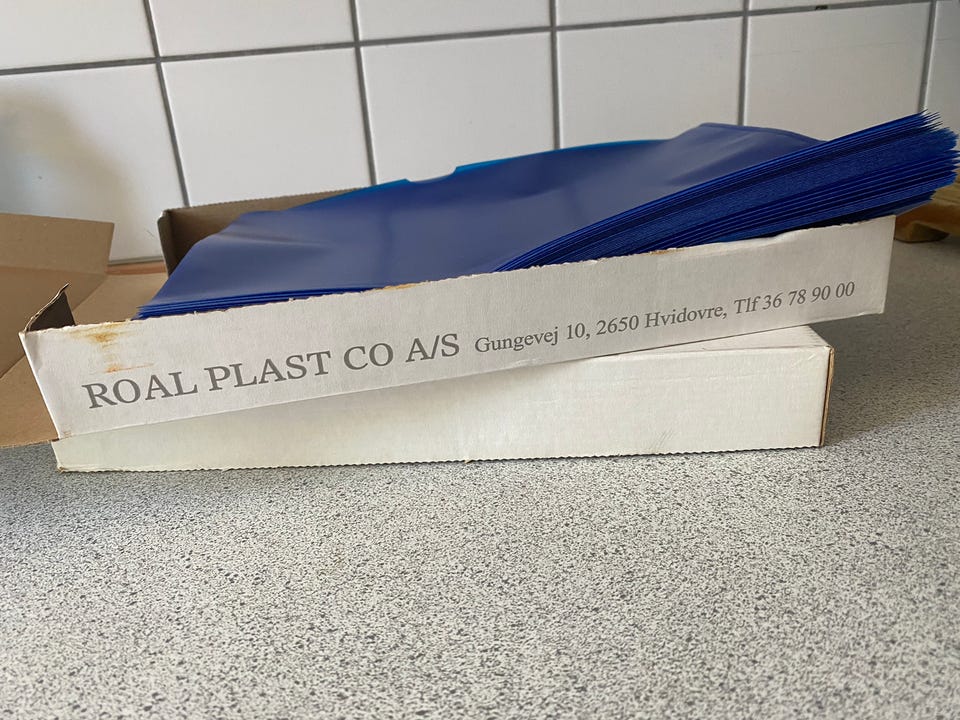 ROAL PLAST CO A/S Gungevej 10, 2650 Hvidovre, Tlf 36 78 90 00